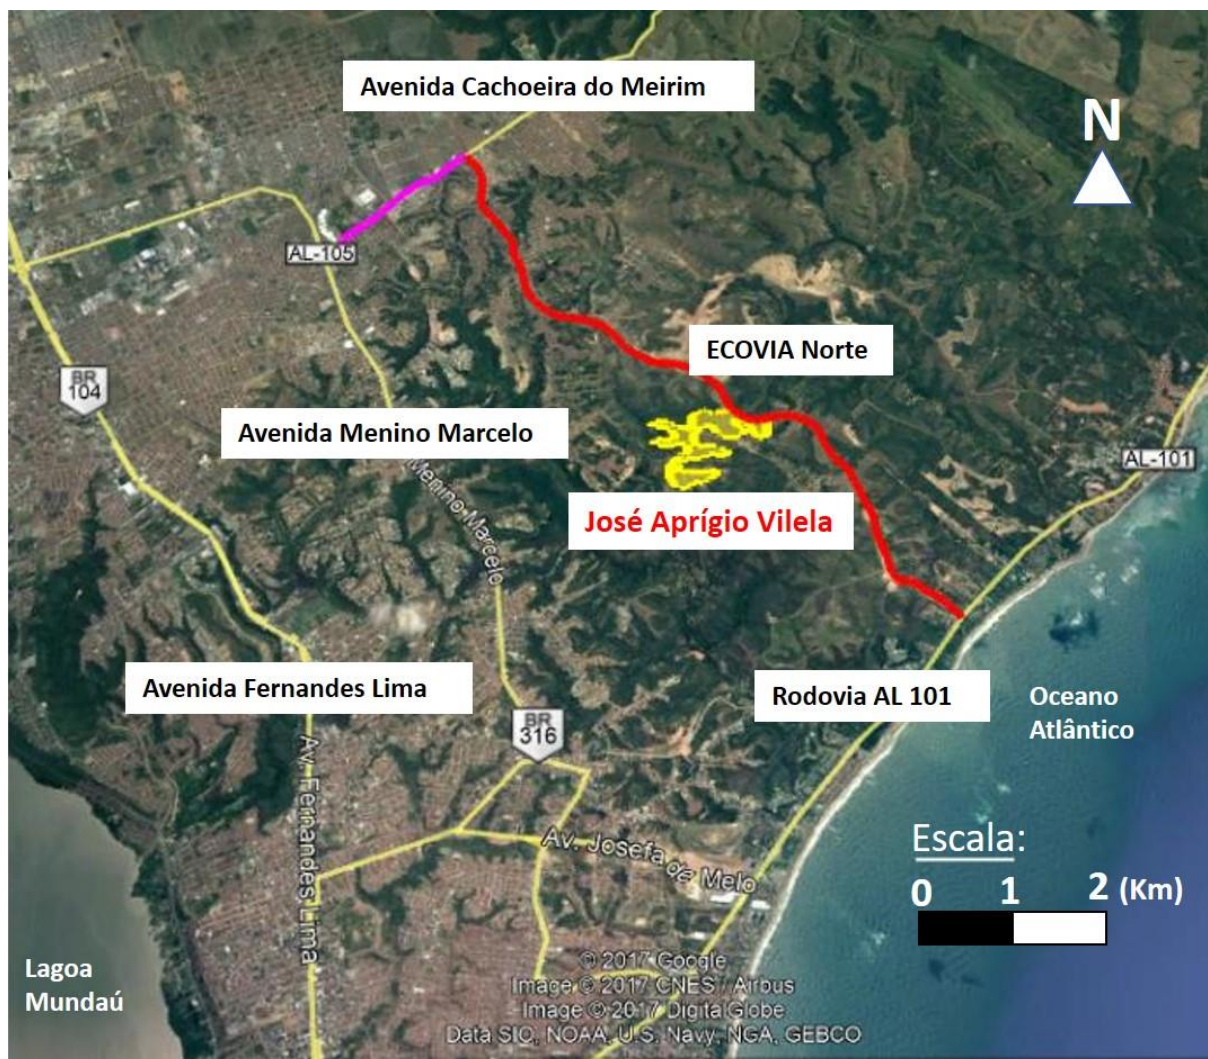 Avenida Cachoeira do Meirim
N
AL-105
ECOVIA Norte
BR
104
Avenida Menino Marcelo
AL-101
Menino Marcelo
José Aprígio Vilela
Avenida Fernandes Lima
Rodovia AL 101
Oceano
Atlântico
BR
316
Av. Fernandes Lima
Av. Josefa de Melo
Escala:
0 1 2 (Km)
Lagoa
Mundaú
© 2017 Google
Image © 2017 CNES / Airbus
Image © 2017 DigitalGlobe
Data SIO, NOAA, U.S. Navy, NGA, GEBCO